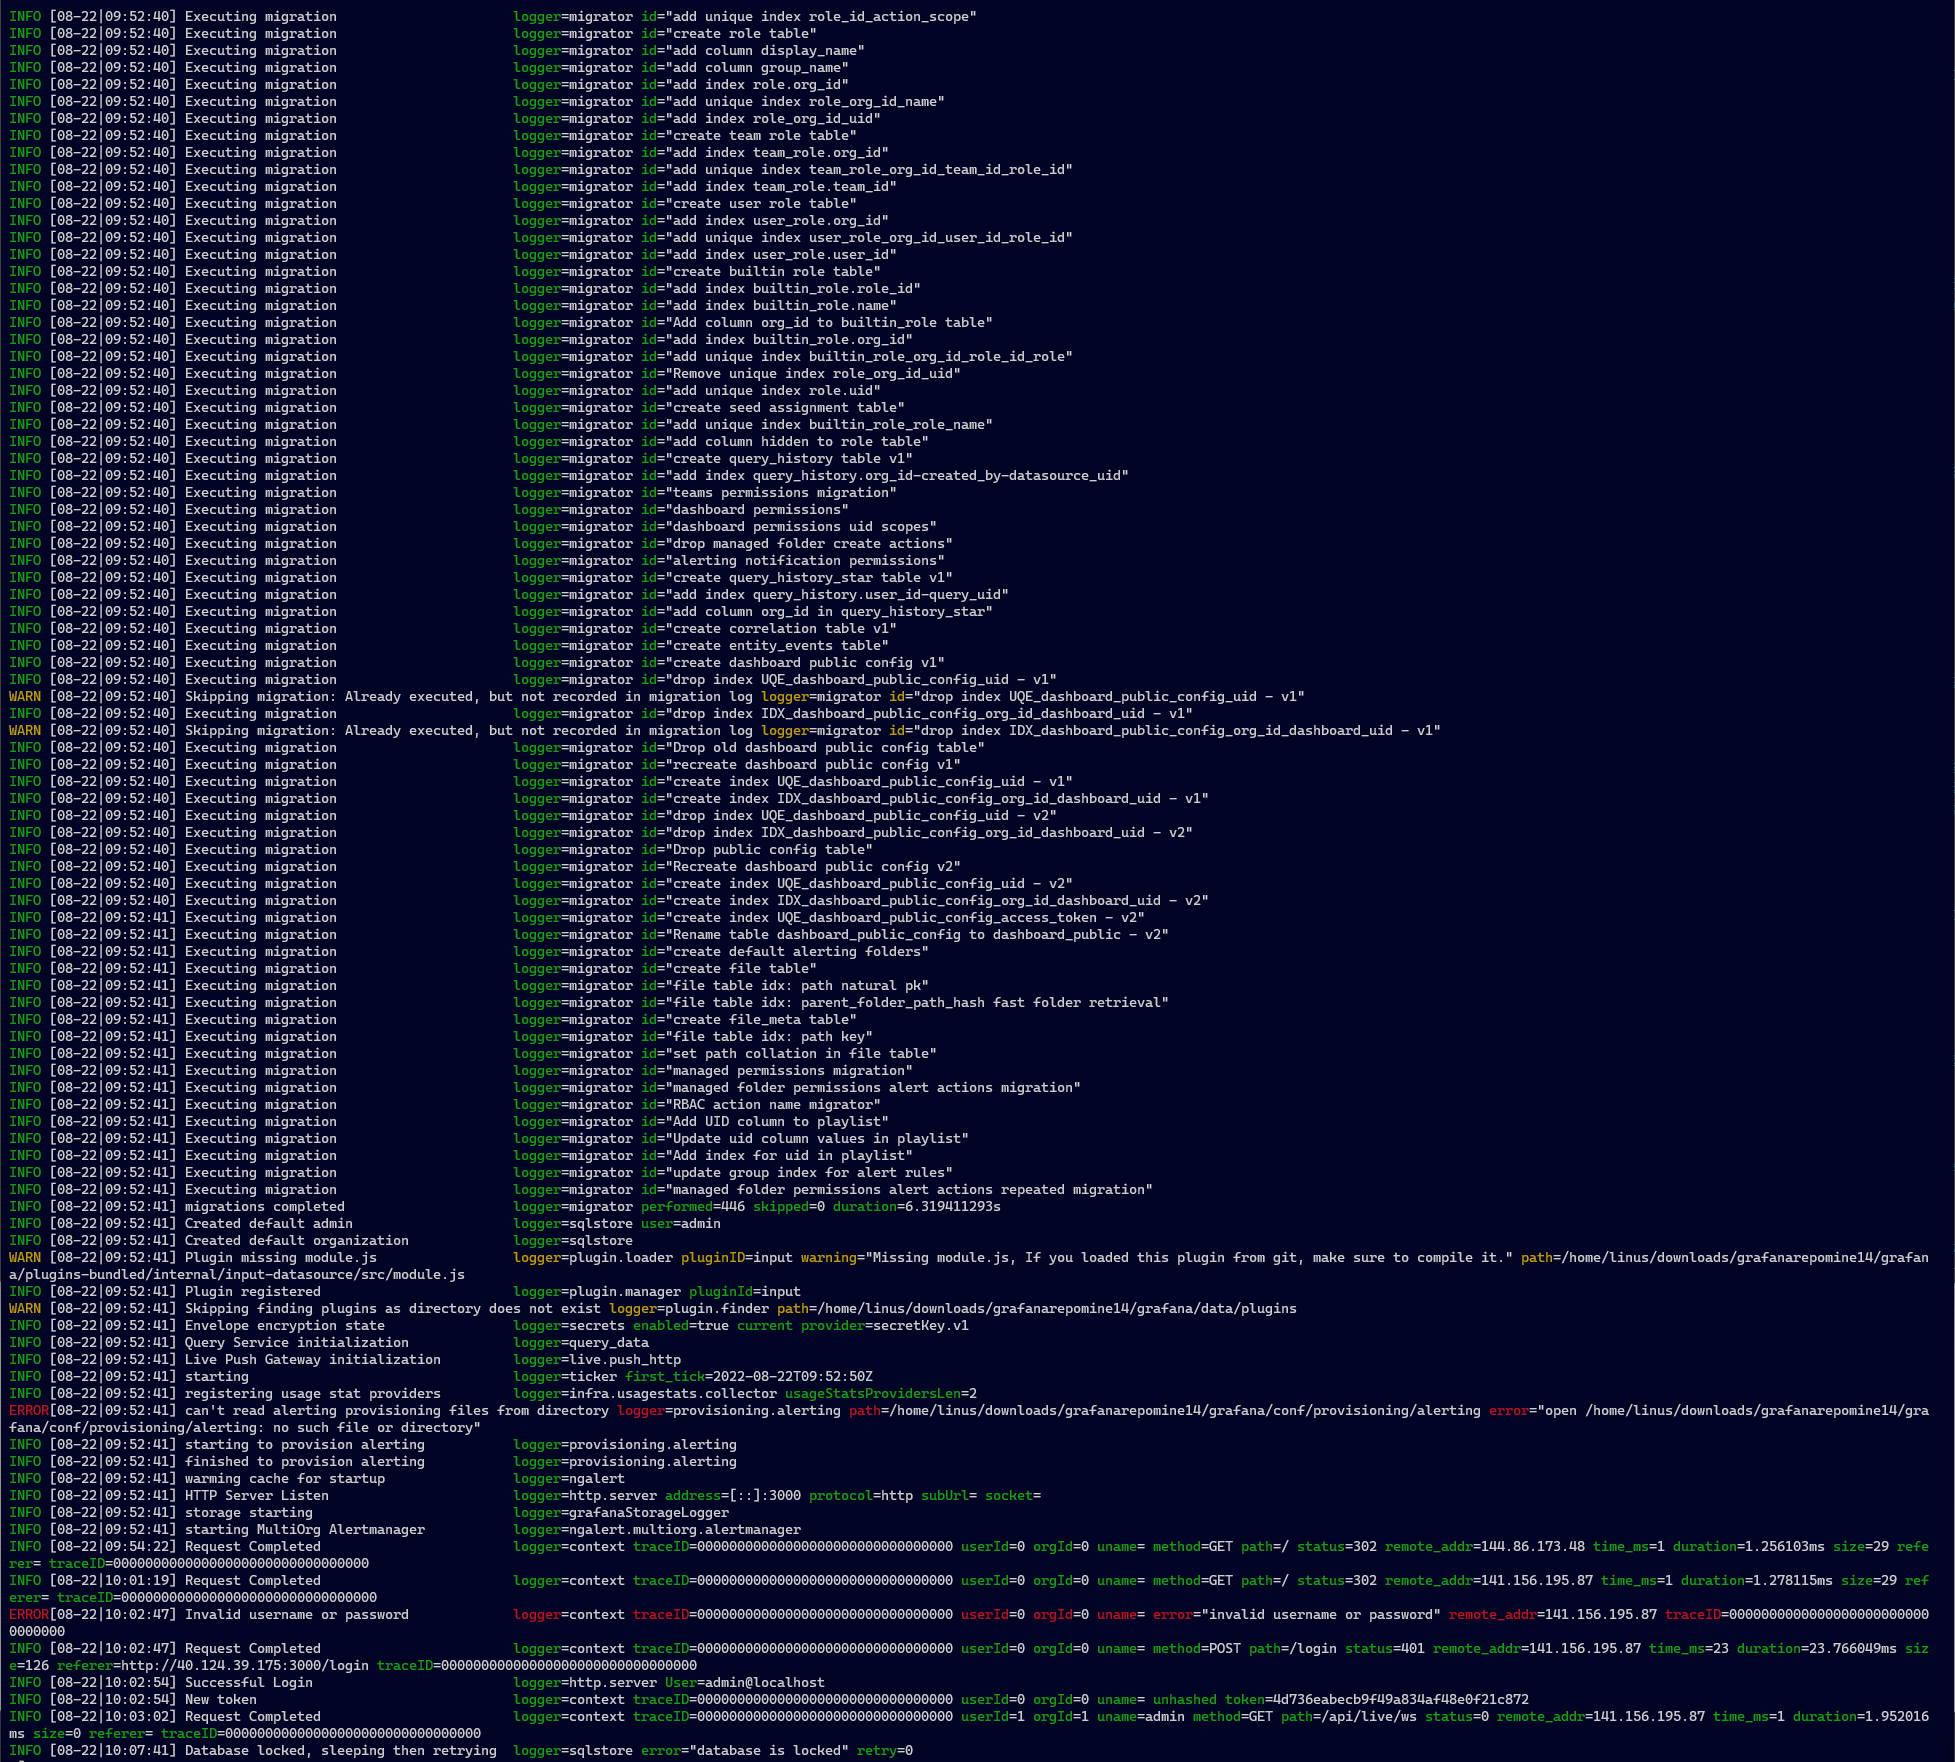 INFO [08-22|09:52:40] Executing migration logger=migrator id="add unique index role_id_action_scope"
INFO [08-22|09:52:40] Executing migration logger=migrator id="create role table"
INFO [08-22|09:52:40] Executing migration logger=migrator id="add column display_name"
INFO [08-22|09:52:40] Executing migration logger=migrator id="add column group_name"
INFO [08-22|09:52:40] Executing migration logger=migrator id="add index role.org_id"
INFO [08-22|09:52:40] Executing migration logger=migrator id="add unique index role_org_id_name"
INFO [08-22|09:52:40] Executing migration logger=migrator id="add index role_org_id_uid"
INFO [08-22|09:52:40] Executing migration logger=migrator id="create team role table"
INFO [08-22|09:52:40] Executing migration logger=migrator id="add index team_role.org_id"
INFO [08-22|09:52:40] Executing migration logger=migrator id="add unique index team_role_org_id_team_id_role_id"
INFO [08-22|09:52:40] Executing migration logger=migrator id="add index team_role.team_id"
INFO [08-22|09:52:40] Executing migration logger=migrator id="create user role table"
INFO [08-22|09:52:40] Executing migration logger=migrator id="add index user_role.org_id"
INFO [08-22|09:52:40] Executing migration logger=migrator id="add unique index user_role_org_id_user_id_role_id"
INFO [08-22|09:52:40] Executing migration logger=migrator id="add index user_role.user_id"
INFO [08-22|09:52:40] Executing migration logger=migrator id="create builtin role table"
INFO [08-22|09:52:40] Executing migration logger=migrator id="add index builtin_role.role_id"
INFO [08-22|09:52:40] Executing migration logger=migrator id="add index builtin_role.name"
INFO [08-22|09:52:40] Executing migration logger=migrator id="Add column org_id to builtin_role table"
INFO [08-22|09:52:40] Executing migration logger=migrator id="add index builtin_role.org_id"
INFO [08-22|09:52:40] Executing migration logger=migrator id="add unique index builtin_role_org_id_role_id_role"
INFO [08-22|09:52:40] Executing migration logger=migrator id="Remove unique index role_org_id_uid"
INFO [08-22|09:52:40] Executing migration logger=migrator id="add unique index role.uid"
INFO [08-22|09:52:40] Executing migration logger=migrator id="create seed assignment table"
INFO [08-22|09:52:40] Executing migration logger=migrator id="add unique index builtin_role_role_name"
INFO [08-22|09:52:40] Executing migration logger=migrator id="add column hidden to role table"
INFO [08-22|09:52:40] Executing migration logger=migrator id="create query_history table v1"
INFO [08-22|09:52:40] Executing migration logger=migrator id="add index query_history.org_id-created_by-datasource_uid"
INFO [08-22|09:52:40] Executing migration logger=migrator id="teams permissions migration"
INFO [08-22|09:52:40] Executing migration logger=migrator id="dashboard permissions"
INFO [08-22|09:52:40] Executing migration logger=migrator id="dashboard permissions uid scopes"
INFO [08-22|09:52:40] Executing migration logger=migrator id="drop managed folder create actions"
INFO [08-22|09:52:40] Executing migration logger=migrator id="alerting notification permissions"
INFO [08-22|09:52:40] Executing migration logger=migrator id="create query_history_star table v1"
INFO [08-22|09:52:40] Executing migration logger=migrator id="add index query_history.user_id-query_uid"
INFO [08-22|09:52:40] Executing migration logger=migrator id="add column org_id in query_history_star"
INFO [08-22|09:52:40] Executing migration logger=migrator id="create correlation table v1"
INFO [08-22|09:52:40] Executing migration logger=migrator id="create entity_events table"
INFO [08-22|09:52:40] Executing migration logger=migrator id="create dashboard public config v1"
INFO [08-22|09:52:40] Executing migration logger=migrator id="drop index UQE_dashboard_public_config_uid - v1"
WARN [08-22|09:52:40] Skipping migration: Already executed, but not recorded in migration log logger=migrator id="drop index UQE_dashboard_public_config_uid - v1"
INFO [08-22|09:52:40] Executing migration logger=migrator id="drop index IDX_dashboard_public_config_org_id_dashboard_uid - v1"
WARN [08-22|09:52:40] Skipping migration: Already executed, but not recorded in migration log logger=migrator id="drop index IDX_dashboard_public_config_org_id_dashboard_uid - v1"
INFO [08-22|09:52:40] Executing migration logger=migrator id="Drop old dashboard public config table"
INFO [08-22|09:52:40] Executing migration logger=migrator id="recreate dashboard public config v1"
INFO [08-22|09:52:40] Executing migration logger=migrator id="create index UQE_dashboard_public_config_uid - v1"
INFO [08-22|09:52:40] Executing migration logger=migrator id="create index IDX_dashboard_public_config_org_id_dashboard_uid - v1"
INFO [08-22|09:52:40] Executing migration logger=migrator id="drop index UQE_dashboard_public_config_uid - v2"
INFO [08-22|09:52:40] Executing migration logger=migrator id="drop index IDX_dashboard_public_config_org_id_dashboard_uid - v2"
INFO [08-22|09:52:40] Executing migration logger=migrator id="Drop public config table"
INFO [08-22|09:52:40] Executing migration logger=migrator id="Recreate dashboard public config v2"
INFO [08-22|09:52:40] Executing migration logger=migrator id="create index UQE_dashboard_public_config_uid - v2"
INFO [08-22|09:52:40] Executing migration logger=migrator id="create index IDX_dashboard_public_config_org_id_dashboard_uid - v2"
INFO [08-22|09:52:41] Executing migration logger=migrator id="create index UQE_dashboard_public_config_access_token - v2"
INFO [08-22|09:52:41] Executing migration logger=migrator id="Rename table dashboard_public_config to dashboard_public - v2"
INFO [08-22|09:52:41] Executing migration logger=migrator id="create default alerting folders"
INFO [08-22|09:52:41] Executing migration logger=migrator id="create file table"
INFO [08-22|09:52:41] Executing migration logger=migrator id="file table idx: path natural pk"
INFO [08-22|09:52:41] Executing migration logger=migrator id="file table idx: parent_folder_path_hash fast folder retrieval"
INFO [08-22|09:52:41] Executing migration logger=migrator id="create file_meta table"
INFO [08-22|09:52:41] Executing migration logger=migrator id="file table idx: path key"
INFO [08-22|09:52:41] Executing migration logger=migrator id="set path collation in file table"
INFO [08-22|09:52:41] Executing migration logger=migrator id="managed permissions migration"
INFO [08-22|09:52:41] Executing migration logger=migrator id="managed folder permissions alert actions migration"
INFO [08-22|09:52:41] Executing migration logger=migrator id="RBAC action name migrator"
INFO [08-22|09:52:41] Executing migration logger=migrator id="Add UID column to playlist"
INFO [08-22|09:52:41] Executing migration logger=migrator id="Update uid column values in playlist"
INFO [08-22|09:52:41] Executing migration logger=migrator id="Add index for uid in playlist"
INFO [08-22|09:52:41] Executing migration logger=migrator id="update group index for alert rules"
INFO [08-22|09:52:41] Executing migration logger=migrator id="managed folder permissions alert actions repeated migration"
INFO [08-22|09:52:41] migrations completed logger=migrator performed=446 skipped=0 duration=6.319411293s
INFO [08-22|09:52:41] Created default admin logger=sqlstore user=admin
INFO [08-22|09:52:41] Created default organization logger=sqlstore
WARN [08-22|09:52:41] Plugin missing module.js logger=plugin.loader pluginID=input warning="Missing module.js, If you loaded this plugin from git, make sure to compile it." path=/home/linus/downloads/grafanarepomine14/grafan
a/plugins-bundled/internal/input-datasource/src/module.js
INFO [08-22|09:52:41] Plugin registered logger=plugin.manager pluginId=input
WARN [08-22|09:52:41] Skipping finding plugins as directory does not exist logger=plugin.finder path=/home/linus/downloads/grafanarepomine14/grafana/data/plugins
INFO [08-22|09:52:41] Envelope encryption state logger=secrets enabled=true current provider=secretKey.v1
INFO [08-22|09:52:41] Query Service initialization logger=query_data
INFO [08-22|09:52:41] Live Push Gateway initialization logger=live.push_http
INFO [08-22|09:52:41] starting logger=ticker first_tick=2022-08-22T09:52:50Z
INFO [08-22|09:52:41] registering usage stat providers logger=infra.usagestats.collector usageStatsProvidersLen=2
ERROR[08-22|09:52:41] can't read alerting provisioning files from directory logger=provisioning.alerting path=/home/linus/downloads/grafanarepomine14/grafana/conf/provisioning/alerting error="open /home/linus/downloads/grafanarepomine14/gra
fana/conf/provisioning/alerting: no such file or directory"
INFO [08-22|09:52:41] starting to provision alerting logger=provisioning.alerting
INFO [08-22|09:52:41] finished to provision alerting logger=provisioning.alerting
INFO [08-22|09:52:41] warming cache for startup logger=ngalert
INFO [08-22|09:52:41] HTTP Server Listen logger=http.server address=[::]:3000 protocol=http subUrl= socket=
INFO [08-22|09:52:41] storage starting logger=grafanaStorageLogger
INFO [08-22|09:52:41] starting MultiOrg Alertmanager logger=ngalert.multiorg.alertmanager
INFO [08-22|09:54:22] Request Completed logger=context traceID=00000000000000000000000000000000 userId=0 orgId=0 uname= method=GET path=/ status=302 remote_addr=144.86.173.48 time_ms=1 duration=1.256103ms size=29 refe
rer= traceID=00000000000000000000000000000000
INFO [08-22|10:01:19] Request Completed logger=context traceID=00000000000000000000000000000000 userId=0 orgId=0 uname= method=GET path=/ status=302 remote_addr=141.156.195.87 time_ms=1 duration=1.278115ms size=29 ref
erer= traceID=00000000000000000000000000000000
ERROR[08-22|10:02:47] Invalid username or password logger=context traceID=00000000000000000000000000000000 userId=0 orgId=0 uname= error="invalid username or password" remote_addr=141.156.195.87 traceID=0000000000000000000000000
0000000
INFO [08-22|10:02:47] Request Completed logger=context traceID=00000000000000000000000000000000 userId=0 orgId=0 uname= method=POST path=/login status=401 remote_addr=141.156.195.87 time_ms=23 duration=23.766049ms siz
e=126 referer=http://40.124.39.175:3000/login traceID=00000000000000000000000000000000
INFO [08-22|10:02:54] Successful Login logger=http.server User=admin@localhost
INFO [08-22|10:02:54] New token logger=context traceID=00000000000000000000000000000000 userId=0 orgId=0 uname= unhashed token=4d736eabecb9f49a834af48e0f21c872
INFO [08-22|10:03:02] Request Completed logger=context traceID=00000000000000000000000000000000 userId=1 orgId=1 uname=admin method=GET path=/api/live/ws status=0 remote_addr=141.156.195.87 time_ms=1 duration=1.952016
ms size=0 referer= traceID=00000000000000000000000000000000
INFO [08-22|10:07:41] Database locked, sleeping then retrying logger=sqlstore error="database is locked" retry=0